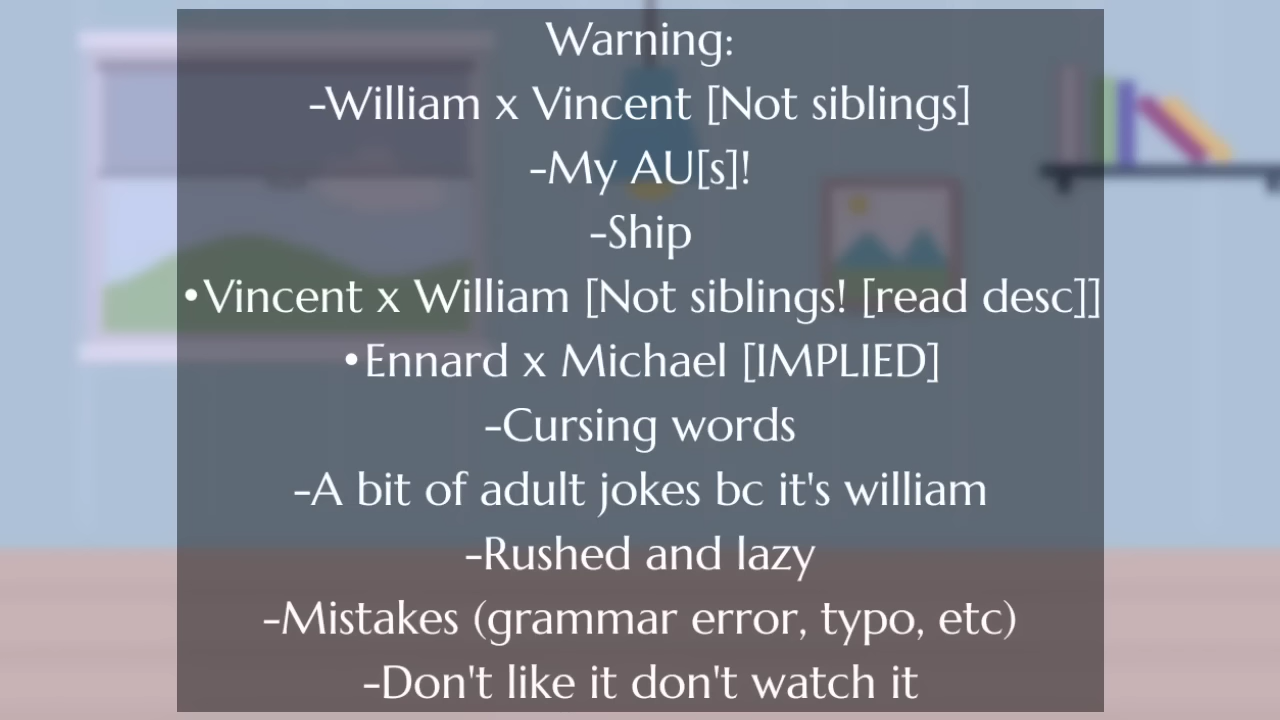 Warning:
-William x Vincent [Not siblings]
-My AU[s]!
-Ship
•Vincent x William [Not siblings! [read desc]]
•Ennard x Michael [IMPLIED]
-Cursing words
-A bit of adult jokes bc it's william
-Rushed and lazy
-Mistakes (grammar error, typo, etc)
-Don't like it don't watch it